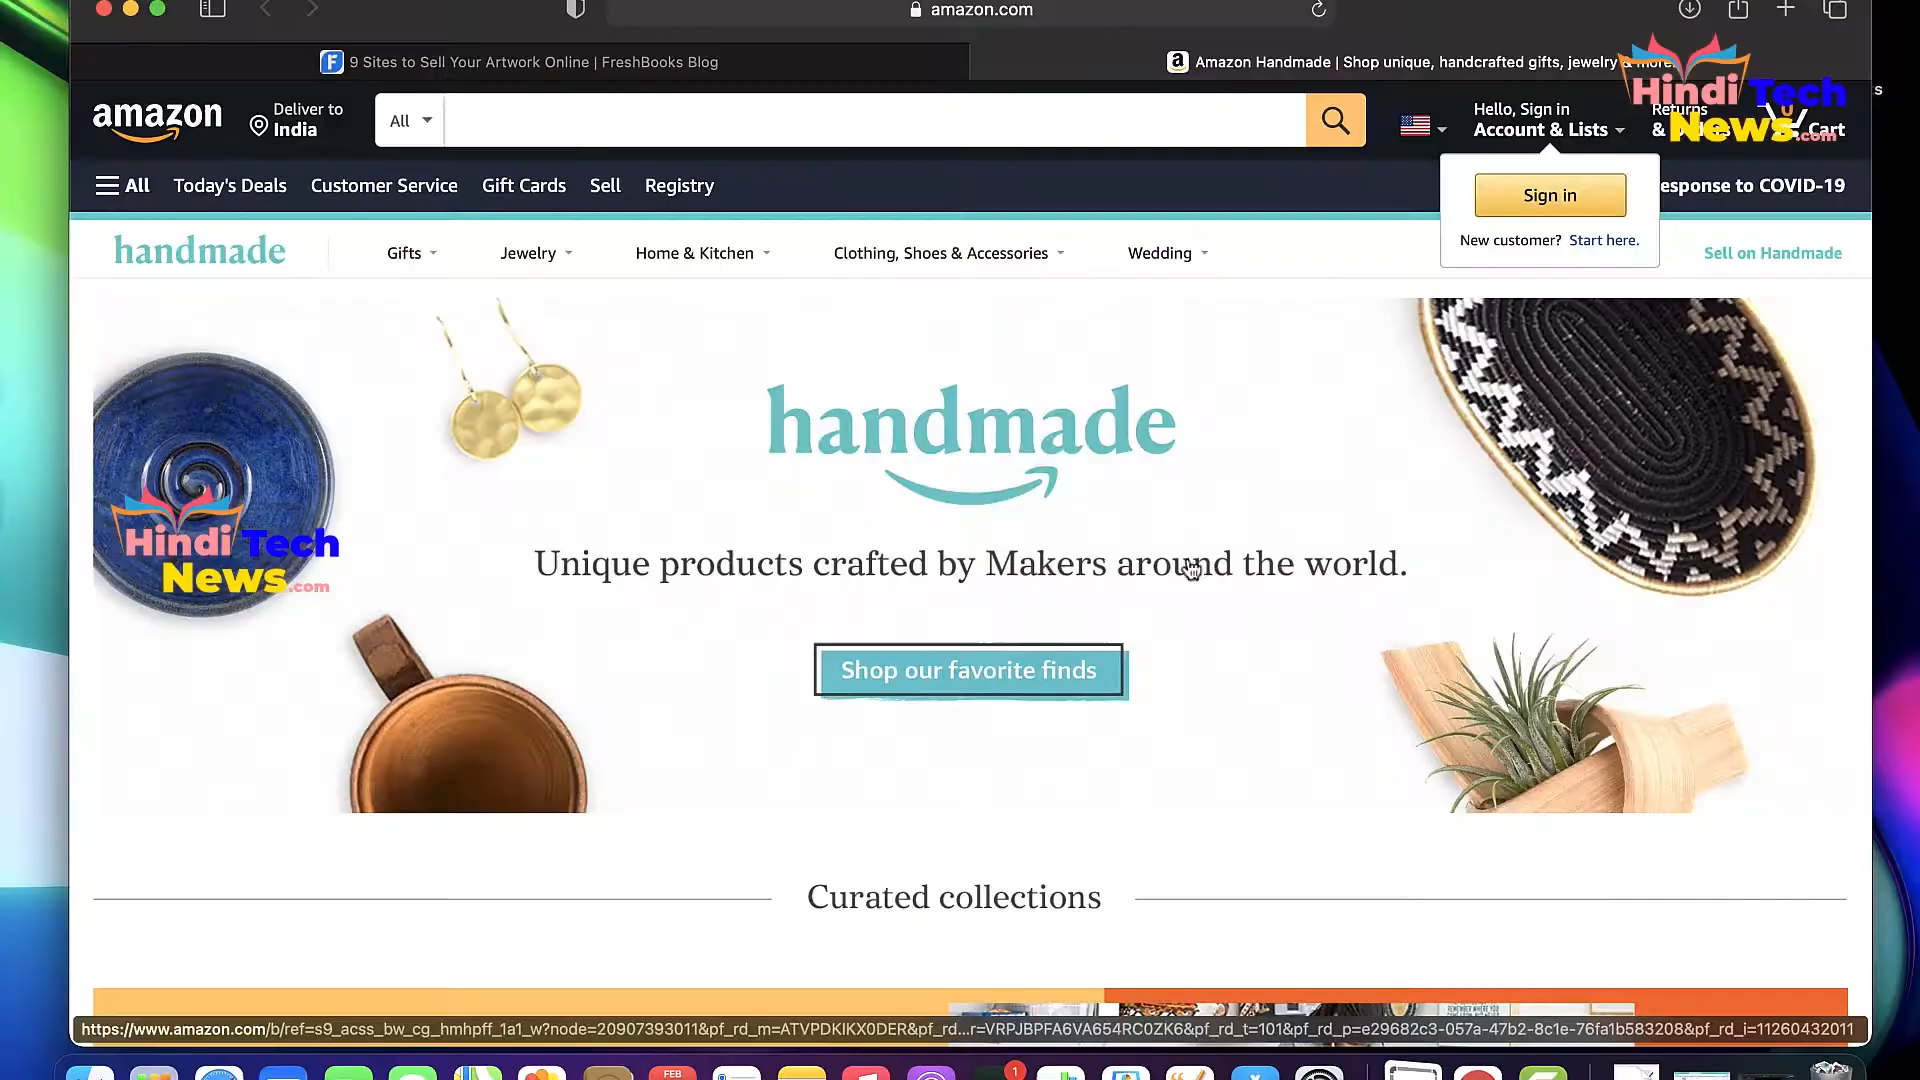 amazon.com
9 Sites to Sell Your Artwork Online | FreshBooks Blog
Amazon Handmade | Shop unique, handcrafted gifts, jewelry & more.
Hindi Tech
News.com
amazon
Deliver to
India
All
Hello, Sign in
Account & Lists
Returns
0
Cart
All
Today's Deals
Customer Service
Gift Cards
Sell
Registry
esponse to COVID-19
Sign in
New customer? Start here.
handmade
Gifts
Jewelry
Home & Kitchen
Clothing, Shoes & Accessories
Wedding
Sell on Handmade
handmade
Hindi Tech
News.com
Unique products crafted by Makers around the world.
Shop our favorite finds
Curated collections
https://www.amazon.com/b/ref=s9_acss_bw_cg_hmhpff_1a1_w?node=20907393011&pf_rd_m=ATVPDKIKX0DER&pf_rd...r=VRPJBPFA6VA654RC0ZK6&pf_rd_t=101&pf_rd_p=e29682c3-057a-47b2-8c1e-76fa1b583208&pf_rd_i=11260432011
FEB
1